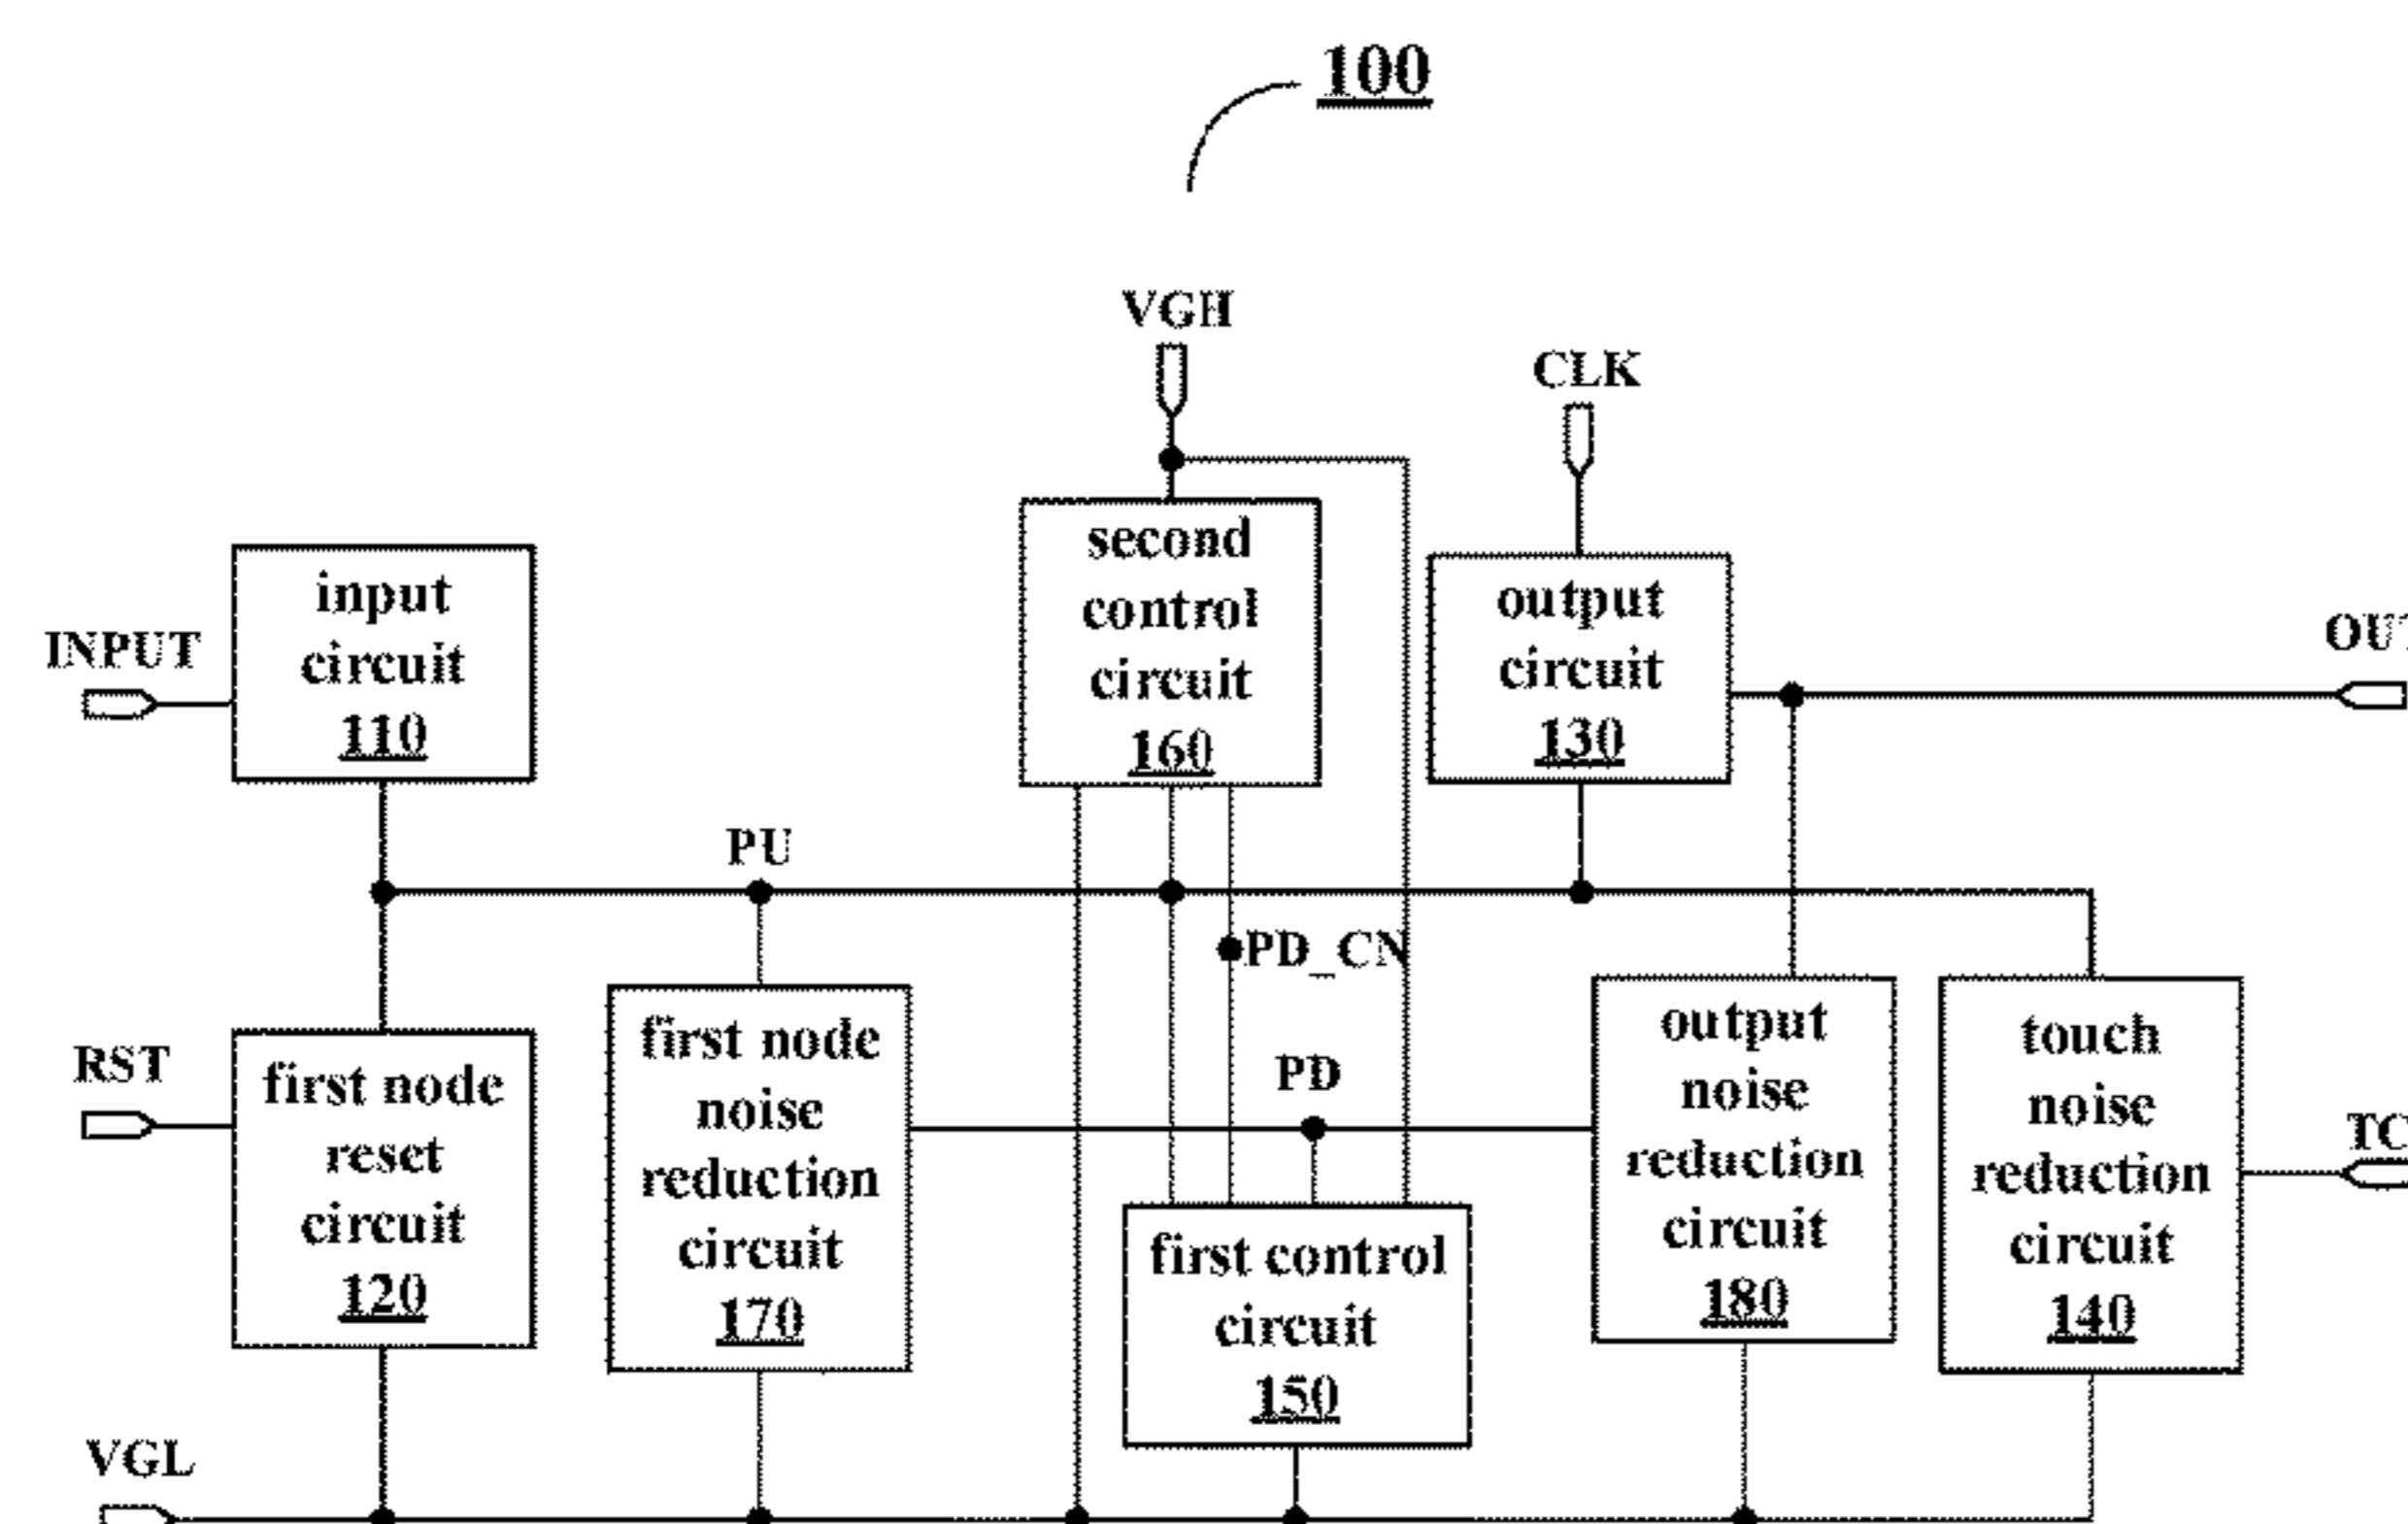 100
VGH
CLK
second
control
circuit
160
input
circuit
110
output
circuit
130
INPUT
OUT
PU
PD_CN
RST
first node
reset
circuit
120
first node
noise
reduction
circuit
170
PD
output
noise
reduction
circuit
180
touch
noise
reduction
circuit
140
TC
first control
circuit
150
VGL